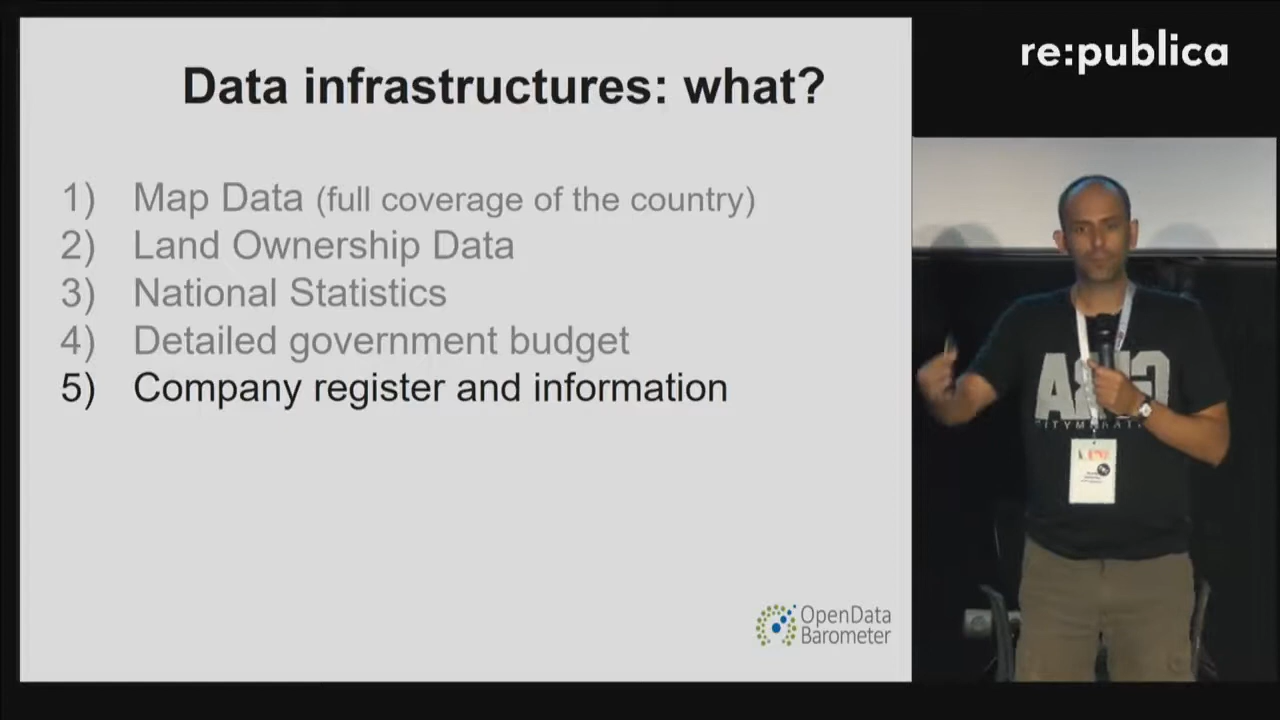 Data infrastructures: what?
re:publica
1) Map Data (full coverage of the country)
2) Land Ownership Data
3) National Statistics
4) Detailed government budget
5) Company register and information
OpenData
Barometer